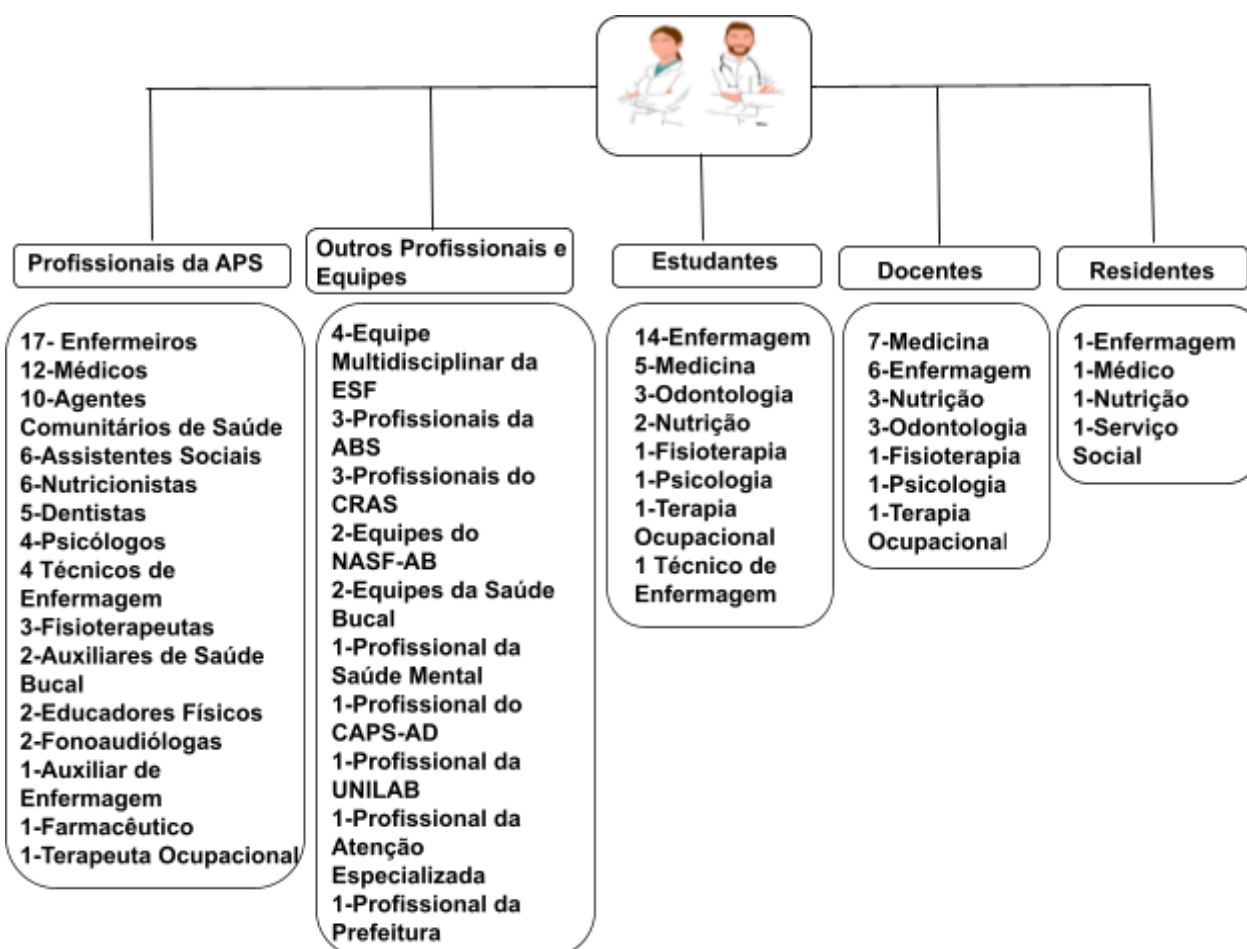 Profissionais da APS
17- Enfermeiros
12-Médicos
10-Agentes
Comunitários de Saúde
6-Assistentes Sociais
6-Nutricionistas
5-Dentistas
4-Psicólogos
4 Técnicos de
Enfermagem
3-Fisioterapeutas
2-Auxiliares de Saúde
Bucal
2-Educadores Físicos
2-Fonoaudiólogas
1-Auxiliar de
Enfermagem
1-Farmacêutico
1-Terapeuta Ocupacional
Outros Profissionais e
Equipes
4-Equipe
Multidisciplinar da
ESF
3-Profissionais da
ABS
3-Profissionais do
CRAS
2-Equipes do
NASF-AB
2-Equipes da Saúde
Bucal
1-Profissional da
Saúde Mental
1-Profissional do
CAPS-AD
1-Profissional da
UNILAB
1-Profissional da
Atenção
Especializada
1-Profissional da
Prefeitura
Estudantes
14-Enfermagem
5-Medicina
3-Odontologia
2-Nutrição
1-Fisioterapia
1-Psicologia
1-Terapia
Ocupacional
1 Técnico de
Enfermagem
Docentes
7-Medicina
6-Enfermagem
3-Nutrição
3-Odontologia
1-Fisioterapia
1-Psicologia
1-Terapia
Ocupacional
Residentes
1-Enfermagem
1-Médico
1-Nutrição
1-Serviço
Social